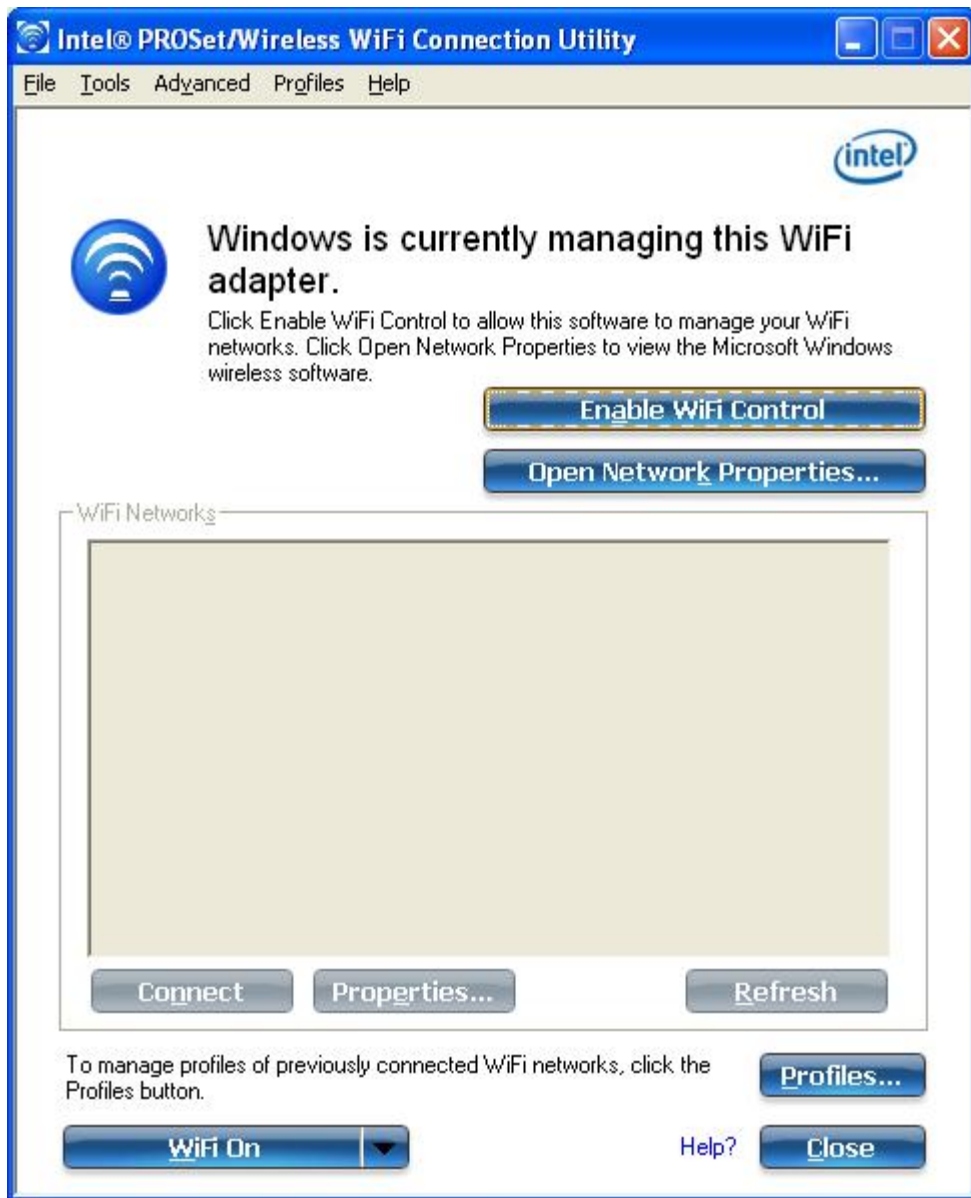 Intel® PROSet/Wireless WiFi Connection Utility
File Tools Advanced Profiles Help
intel
Windows is currently managing this WiFi
adapter.
Click Enable WiFi Control to allow this software to manage your WiFi
networks. Click Open Network Properties to view the Microsoft Windows
wireless software.
Enable WiFi Control
Open Network Properties...
WiFi Networks
Connect Properties... Refresh
To manage profiles of previously connected WiFi networks, click the
Profiles button.
Profiles...
WiFi On Help? Close